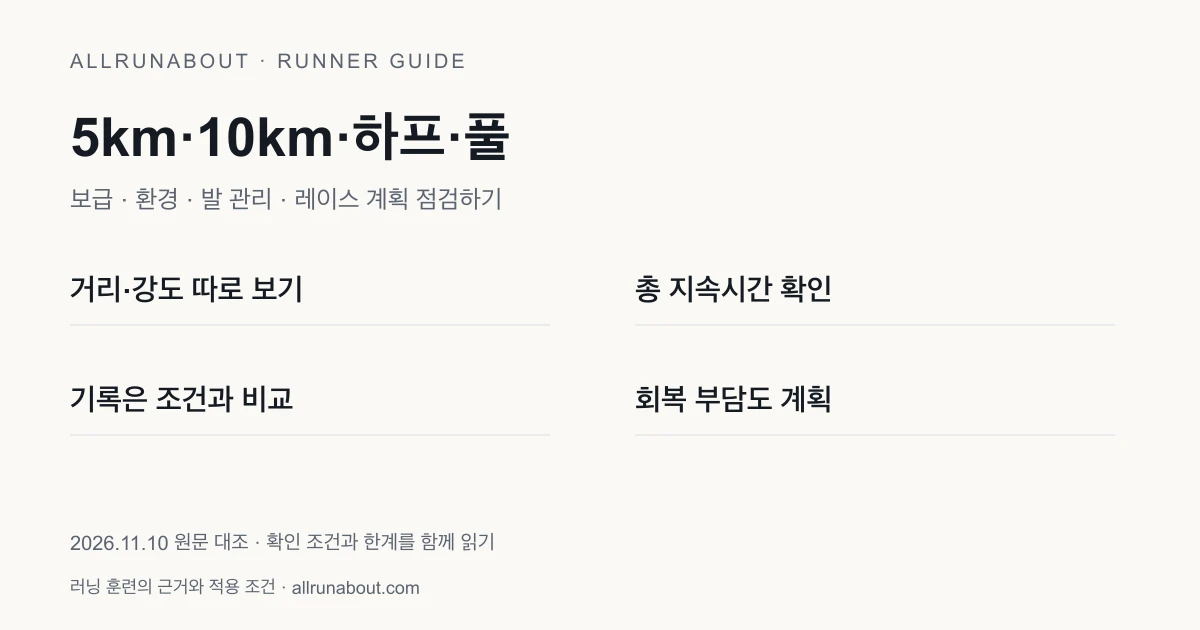 ALLRUNABOUT · RUNNER GUIDE
5km·10km·하프·풀
보급 · 환경 · 발 관리 · 레이스 계획 점검하기
거리·강도 따로 보기
총 지속시간 확인
기록은 조건과 비교
회복 부담도 계획
2026.11.10 원문 대조 · 확인 조건과 한계를 함께 읽기
러닝 훈련의 근거와 적용 조건 · allrunabout.com